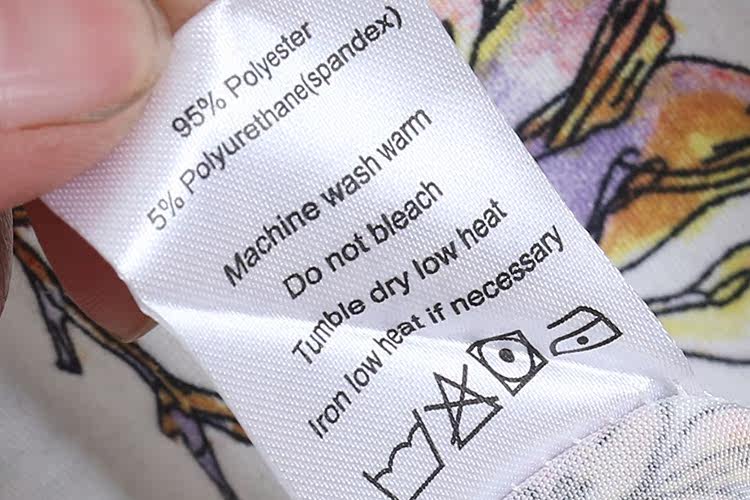 95% Polyester
5% Polyurethane(spandex)
Machine wash warm
Do not bleach
Tumble dry low heat
Iron low heat if necessary